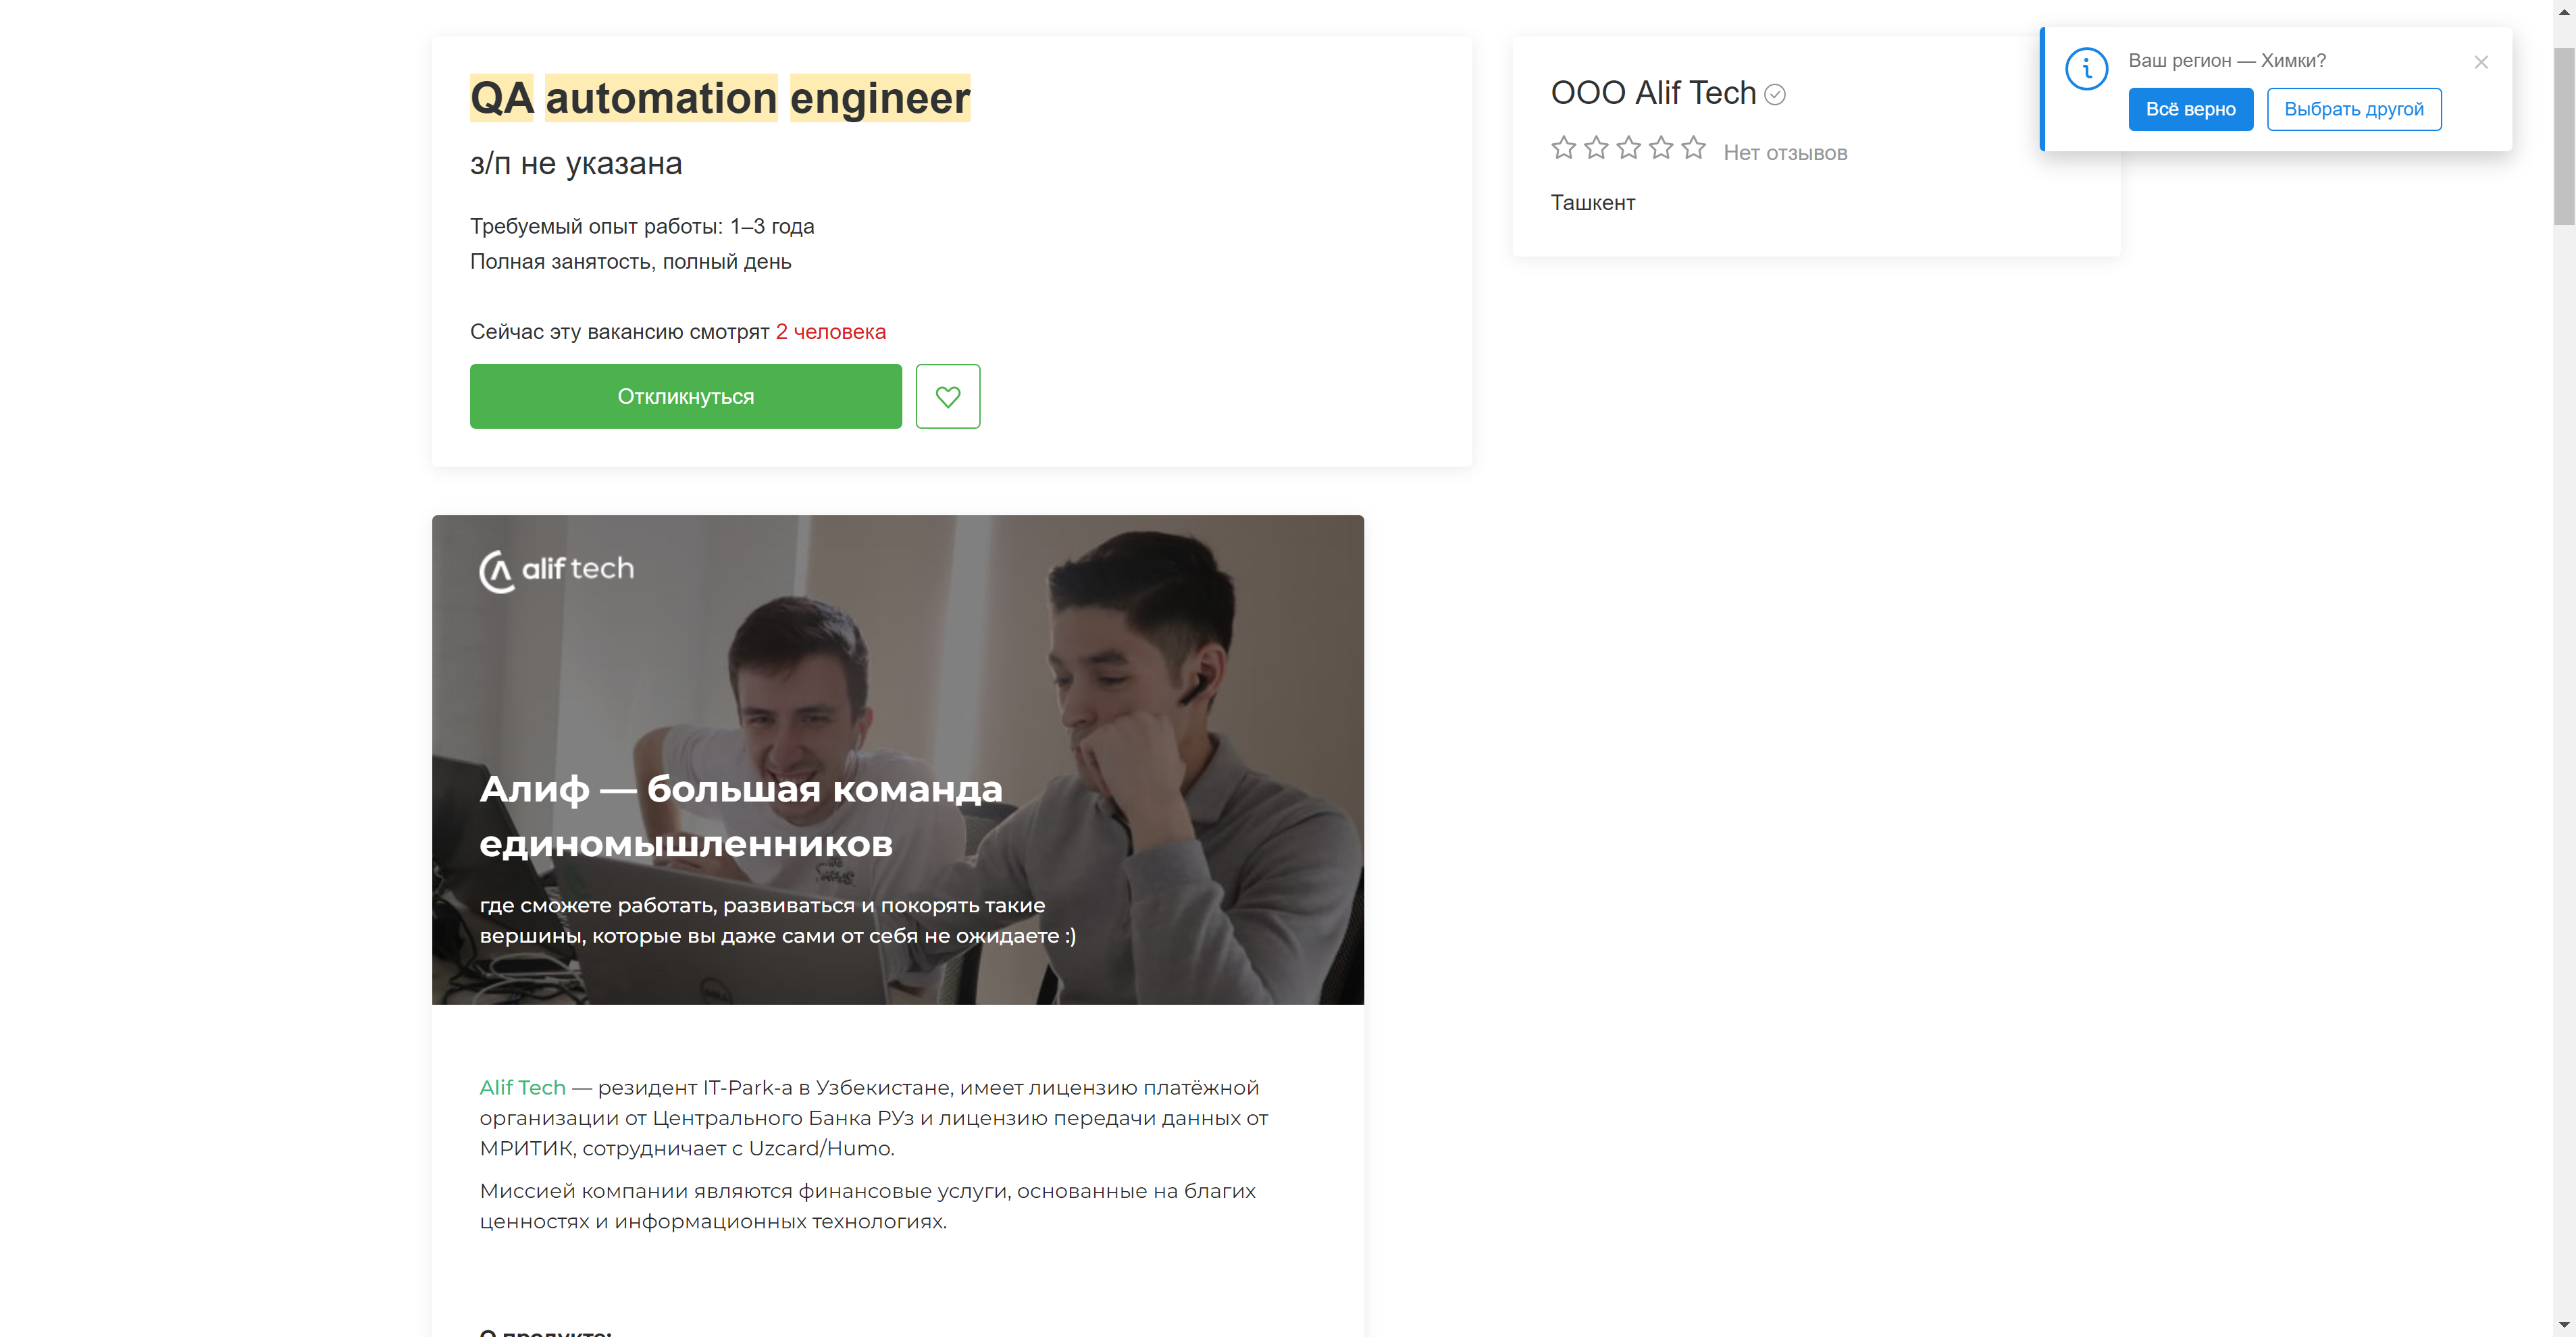 QA automation engineer
з/п не указана
Требуемый опыт работы: 1–3 года
Полная занятость, полный день
Сейчас эту вакансию смотрят 2 человека
Откликнуться
ООО Alif Tech
Нет отзывов
Ташкент
Ваш регион — Химки?
Всё верно
Выбрать другой
alif tech
Алиф — большая команда
единомышленников
где сможете работать, развиваться и покорять такие
вершины, которые вы даже сами от себя не ожидаете :)
Alif Tech — резидент IT-Park-а в Узбекистане, имеет лицензию платёжной
организации от Центрального Банка РУз и лицензию передачи данных от
МРИТИК, сотрудничает с Uzcard/Humo.
Миссией компании являются финансовые услуги, основанные на благих
ценностях и информационных технологиях.
О продукте: